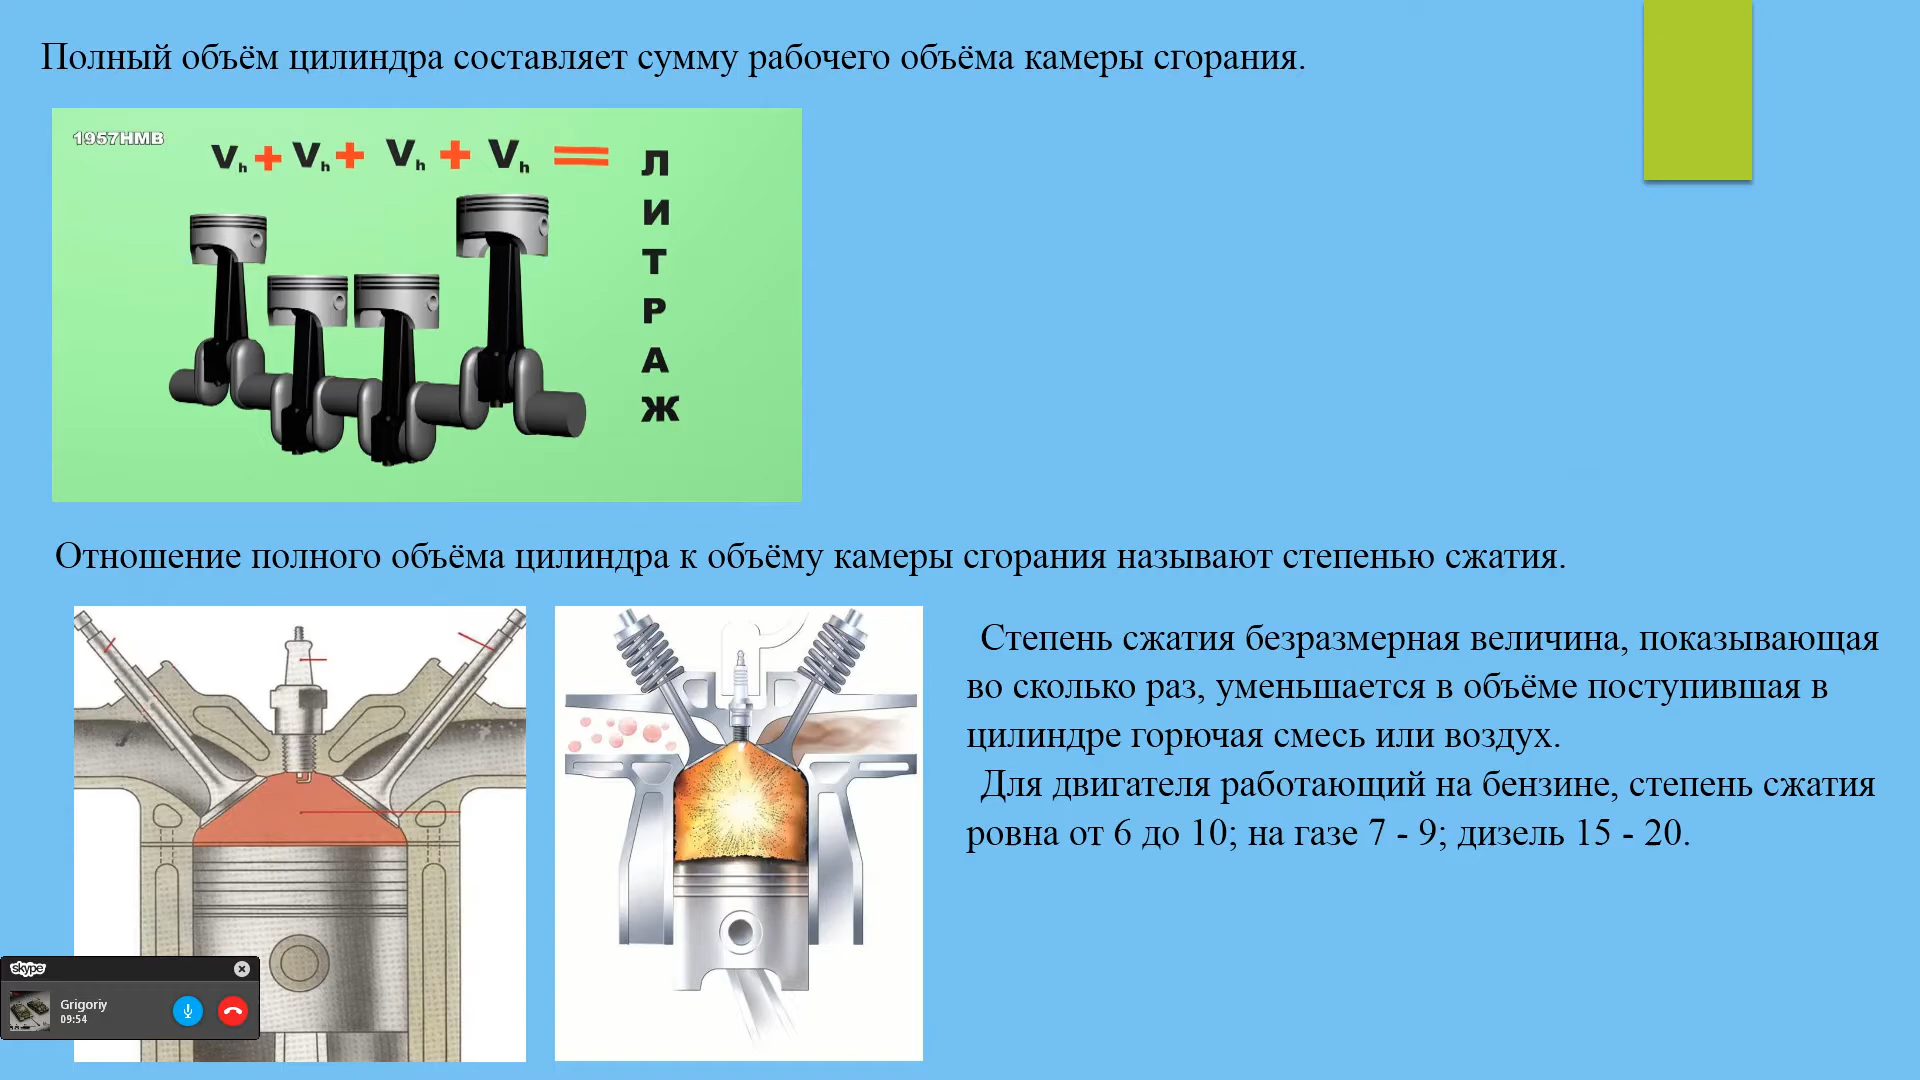 Полный объём цилиндра составляет сумму рабочего объёма камеры сгорания.
1957НМВ
Vh + Vh + Vh + Vh =
Л
И
Т
Р
А
Ж
Отношение полного объёма цилиндра к объёму камеры сгорания называют степенью сжатия.
Степень сжатия безразмерная величина, показывающая
во сколько раз, уменьшается в объёме поступившая в
цилиндре горючая смесь или воздух.
Для двигателя работающий на бензине, степень сжатия
ровна от 6 до 10; на газе 7 - 9; дизель 15 - 20.
skype
Grigoriy
09:54